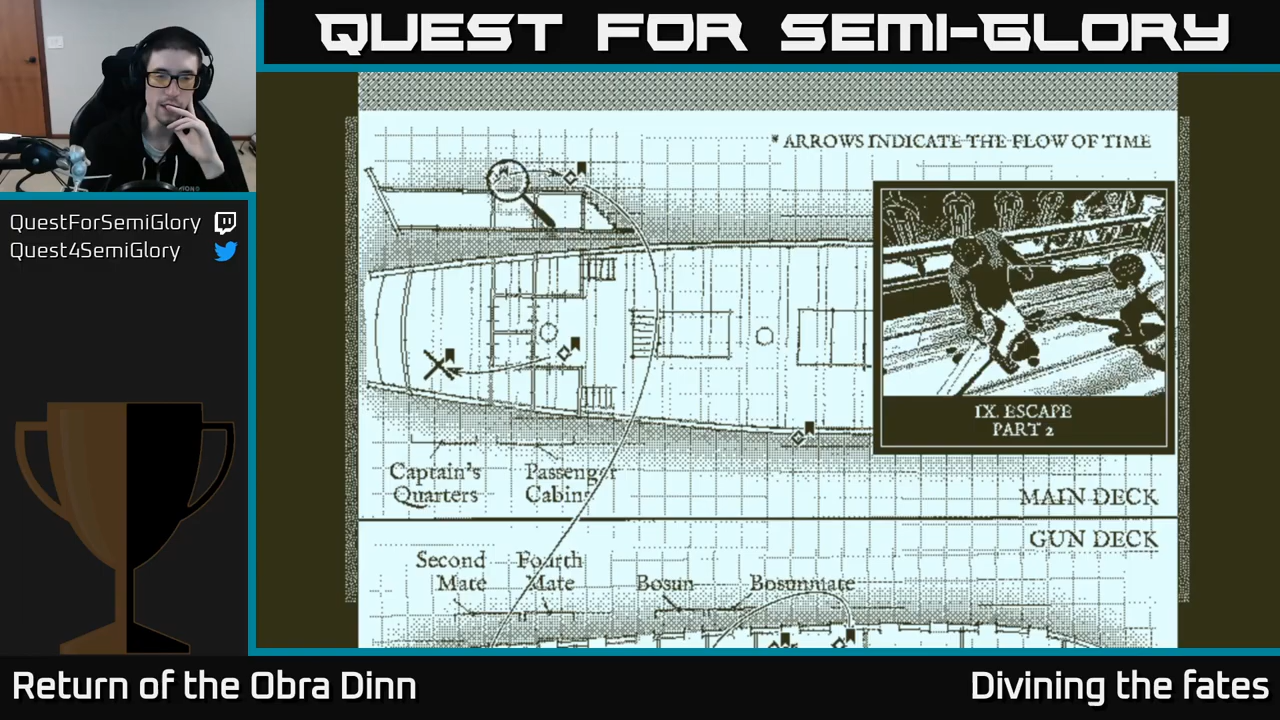 QUEST FOR SEMI-GLORY
QuestForSemiGlory
Quest4SemiGlory
* ARROWS INDICATE THE FLOW OF TIME
IX. ESCAPE
PART 2
Captain's
Quarters
Passenger
Cabins
MAIN DECK
GUN DECK
Second
Mate
Fourth
Mate
Bosun
Bosunmate
Return of the Obra Dinn
Divining the fates